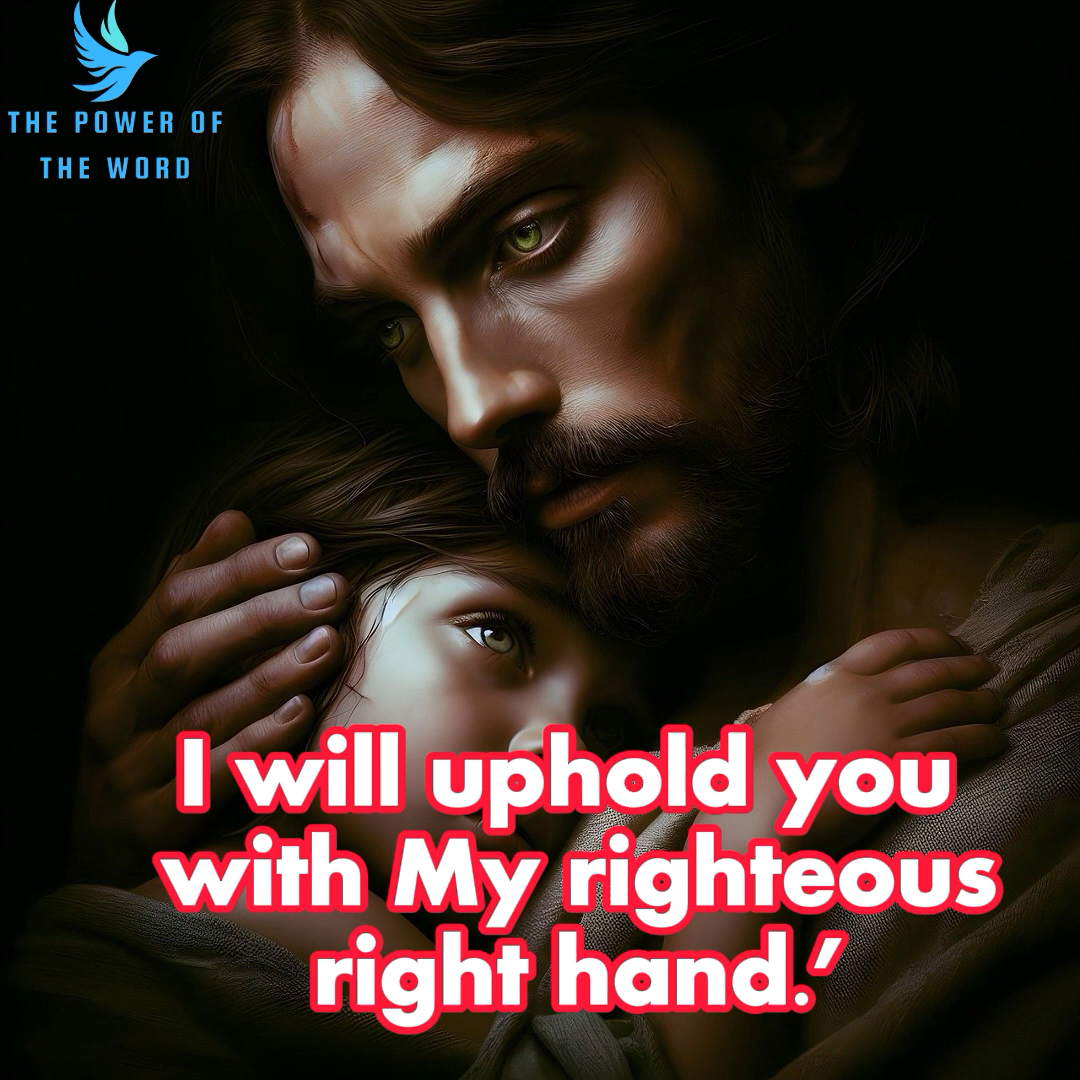 THE POWER OF
THE WORD
I will uphold you
with My righteous
right hand.’